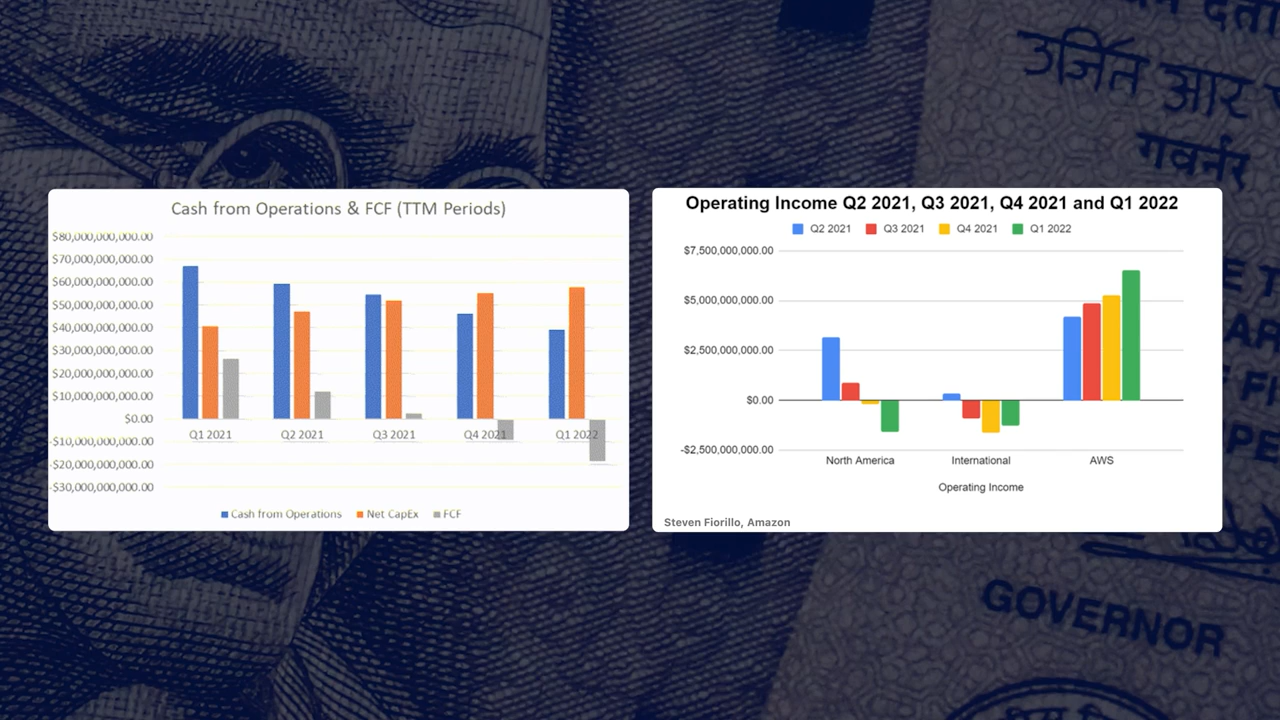 दता
उर्जित आर
गवर्नर
Cash from Operations & FCF (TTM Periods)
$80,000,000,000.00
$70,000,000,000.00
$60,000,000,000.00
$50,000,000,000.00
$40,000,000,000.00
$30,000,000,000.00
$20,000,000,000.00
$10,000,000,000.00
$0.00
-$10,000,000,000.00
-$20,000,000,000.00
-$30,000,000,000.00
Q1 2021 Q2 2021 Q3 2021 Q4 2021 Q1 2022
Cash from Operations Net CapEx FCF
Operating Income Q2 2021, Q3 2021, Q4 2021 and Q1 2022
Q2 2021 Q3 2021 Q4 2021 Q1 2022
$7,500,000,000.00
$5,000,000,000.00
$2,500,000,000.00
$0.00
-$2,500,000,000.00
North America International AWS
Operating Income
Steven Fiorillo, Amazon
GOVERNOR